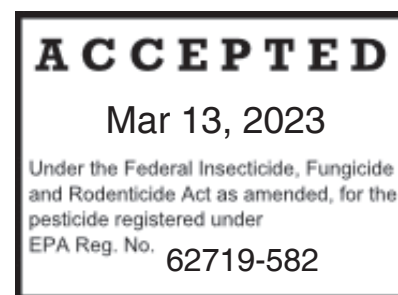 ACCEPTED
Mar 13, 2023
Under the Federal Insecticide, Fungicide
and Rodenticide Act as amended, for the
pesticide registered under
EPA Reg. No. 62719-582